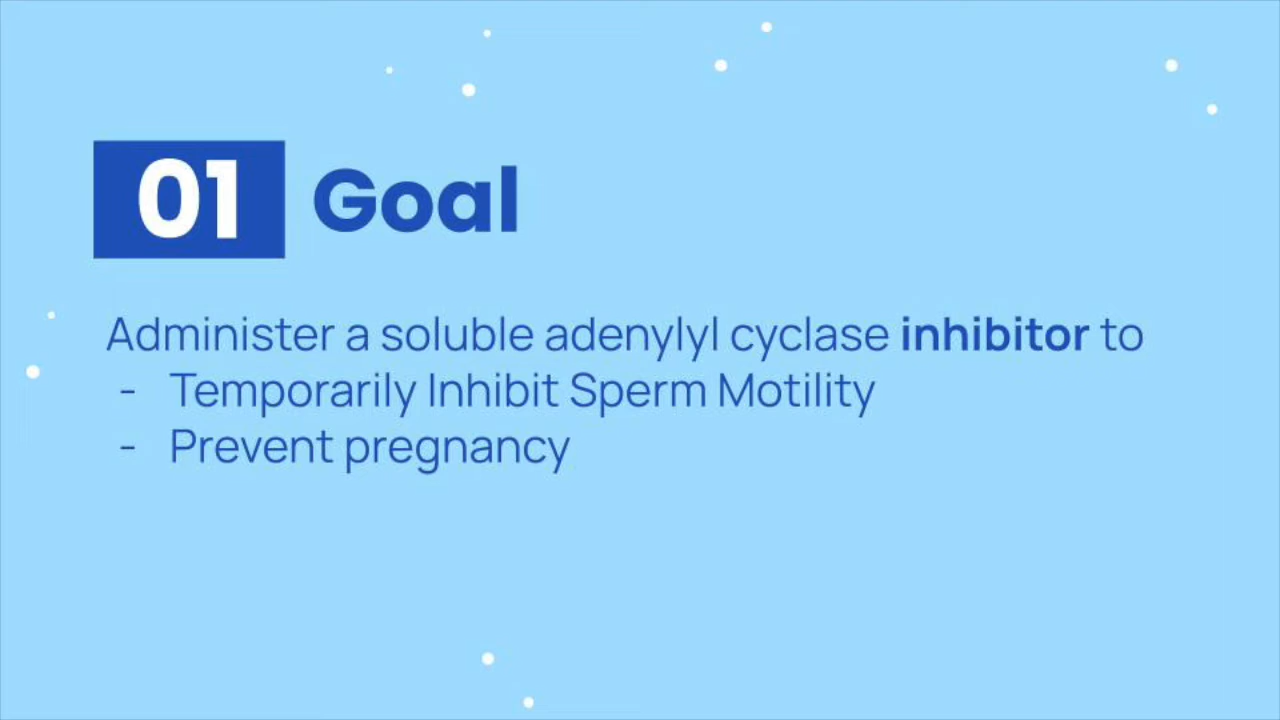 01 Goal
Administer a soluble adenylyl cyclase inhibitor to
- Temporarily Inhibit Sperm Motility
- Prevent pregnancy